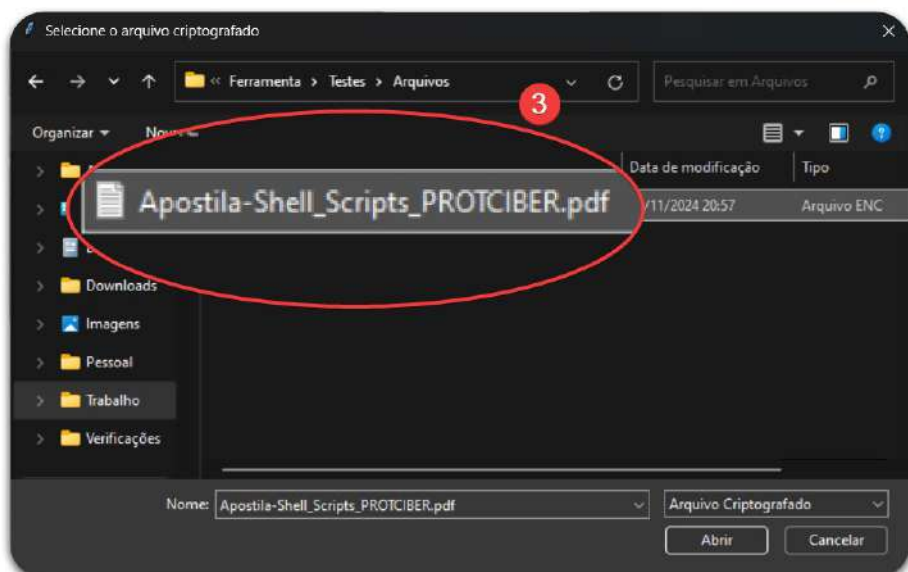 Selecione o arquivo criptografado
« Ferramenta > Testes > Arquivos
Pesquisar em Arquivos
3
Organizar
Data de modificação Tipo
Apostila-Shell_Scripts_PROTCIBER.pdf
/11/2024 20:57 Arquivo ENC
Downloads
Imagens
Pessoal
Trabalho
Verificações
Nome: Apostila-Shell_Scripts_PROTCIBER.pdf Arquivo Criptografado
Abrir Cancelar